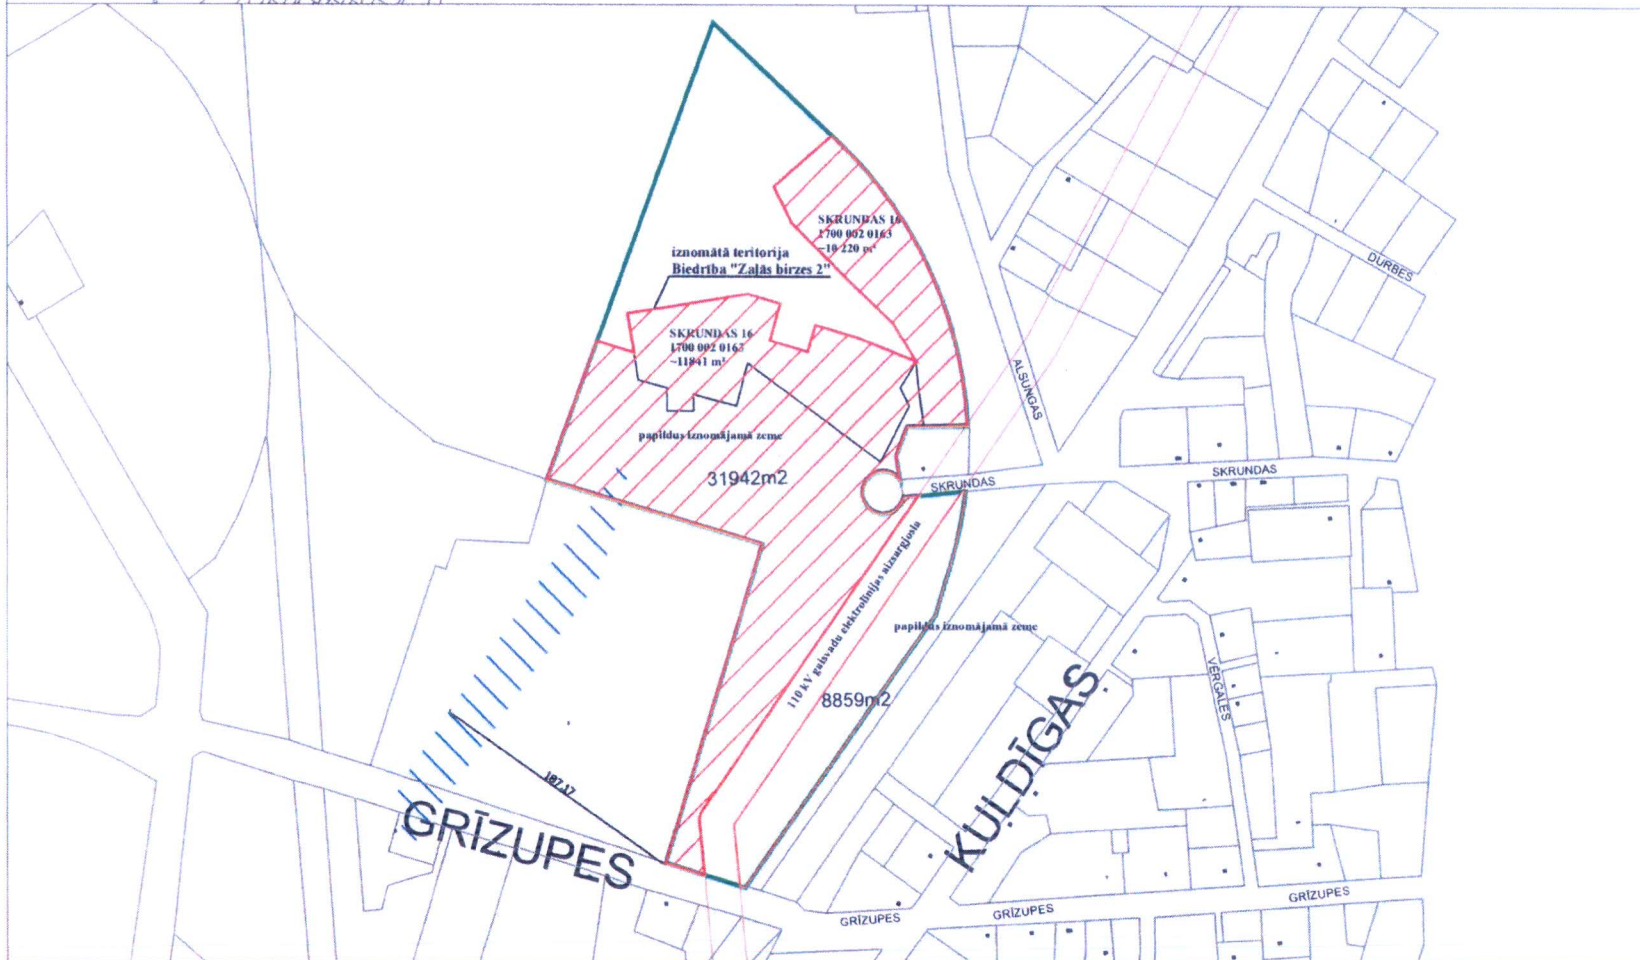 SKRUNDAS 16
1700 002 0163
~10 220 m²
iznomātā teritorija
Biedrība "Zaļās birzes 2"
SKRUNDAS 16
1700 002 0163
~11841 m²
papildus iznomājamā zeme
31942m2
SKRUNDAS
ALSUNGAS
DURBES
SKRUNDAS
110 kV gaisvadu elektrolīnijas aizsargjosla
papildus iznomājamā zeme
8859m2
VĒRGALES
KULDĪGAS
187,17
GRĪZUPES
GRĪZUPES
GRĪZUPES
GRĪZUPES